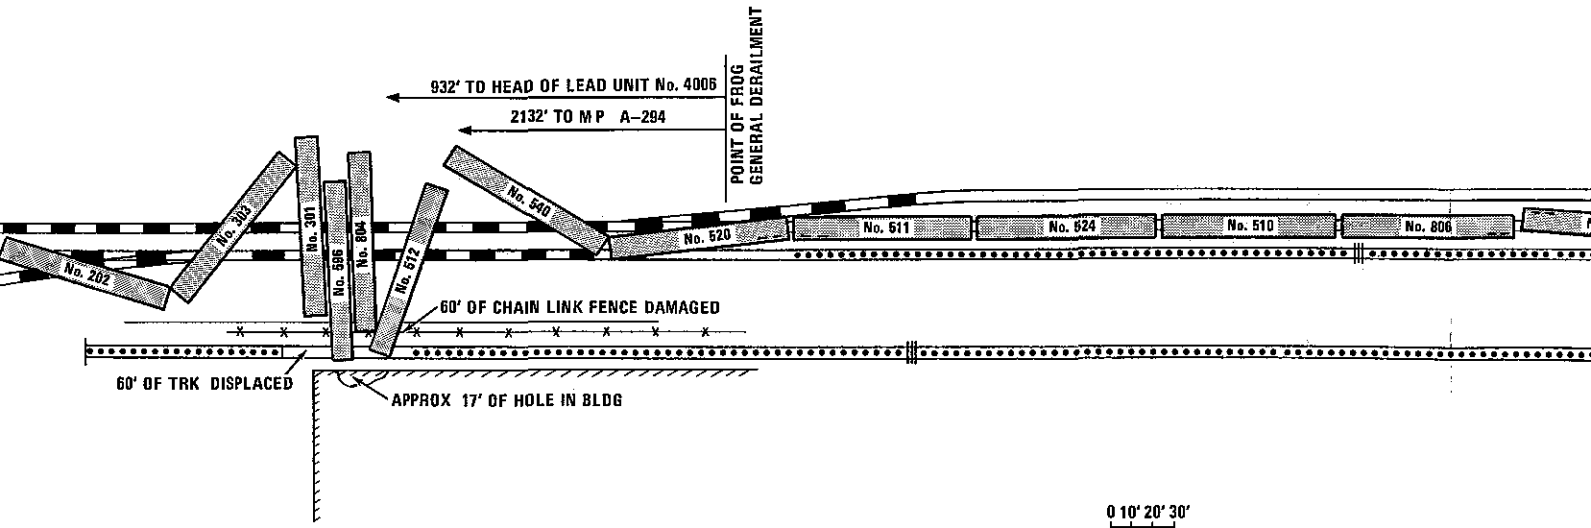 POINT OF FROG
GENERAL DERAILMENT
932' TO HEAD OF LEAD UNIT No. 4006
2132' TO M P A–294
No. 202
No. 303
No. 301
No. 596
No. 804
No. 512
No. 540
No. 520
No. 511
No. 524
No. 510
No. 806
N
60' OF CHAIN LINK FENCE DAMAGED
60' OF TRK DISPLACED
APPROX 17' OF HOLE IN BLDG
0 10' 20' 30'